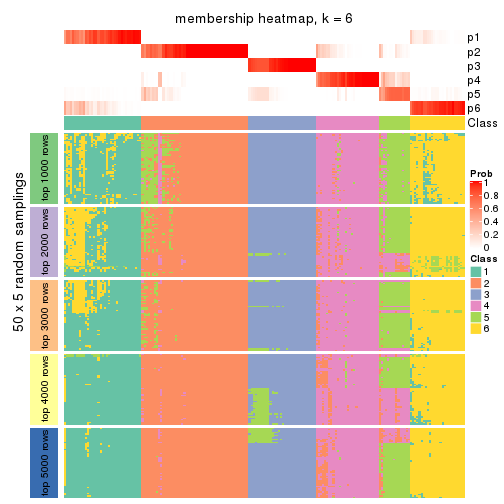 membership heatmap, k = 6
p1
p2
p3
p4
p5
p6
Class
50 x 5 random samplings
top 1000 rows
top 2000 rows
top 3000 rows
top 4000 rows
top 5000 rows
Prob
1
0.8
0.6
0.4
0.2
0
Class
1
2
3
4
5
6